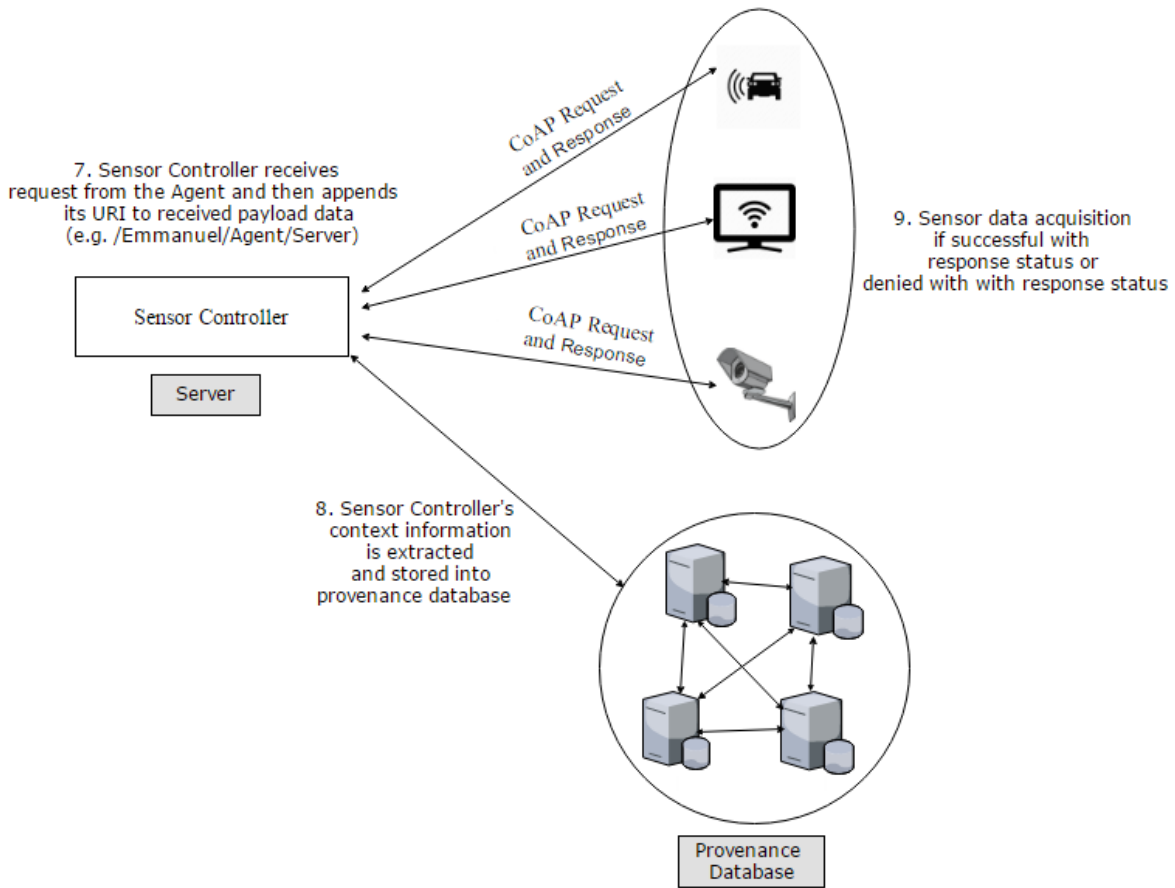 CoAP Request
and Response
7. Sensor Controller receives
request from the Agent and then appends
its URI to received payload data
(e.g. /Emmanuel/Agent/Server)
CoAP Request
and Response
9. Sensor data acquisition
if successful with
response status or
denied with with response status
Sensor Controller
CoAP Request
and Response
Server
8. Sensor Controller's
context information
is extracted
and stored into
provenance database
Provenance
Database